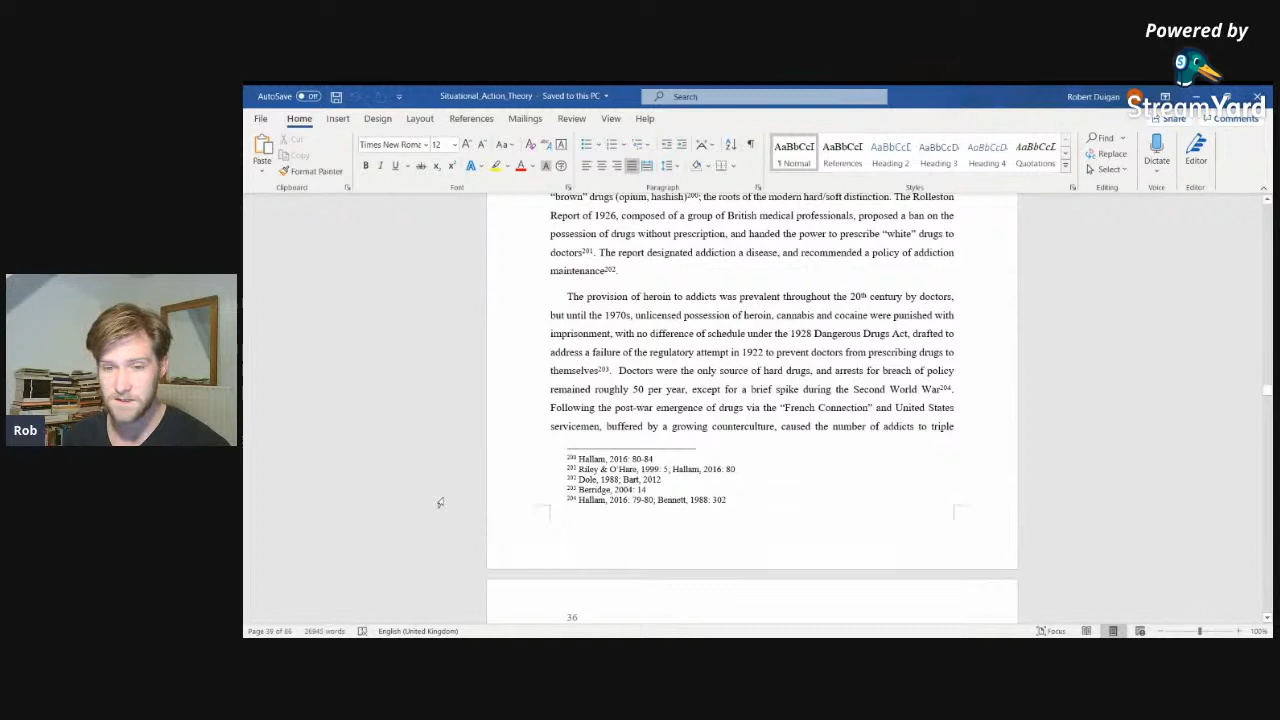 Powered by
StreamYard
AutoSave Off
Situational_Action_Theory - Saved to this PC
Search
Robert Duigan
File Home Insert Draw Design Layout References Mailings Review View Help
Share Comments
Paste
Cut
Copy
Format Painter
Clipboard
Times New Roma 12
Font
Paragraph
AaBbCcI AaBbCcI AaBbCcI AaBbCcD AaBbCcD AaBbCcI
1 Normal References Heading 2 Heading 3 Heading 4 Quotations
Styles
Find
Replace
Select
Editing
Dictate
Voice
Editor
Editor
“brown” drugs (opium, hashish)200; the roots of the modern hard/soft distinction. The Rolleston
Report of 1926, composed of a group of British medical professionals, proposed a ban on the
possession of drugs without prescription, and handed the power to prescribe “white” drugs to
doctors201. The report designated addiction a disease, and recommended a policy of addiction
maintenance202.
The provision of heroin to addicts was prevalent throughout the 20th century by doctors,
but until the 1970s, unlicensed possession of heroin, cannabis and cocaine were punished with
imprisonment, with no difference of schedule under the 1928 Dangerous Drugs Act, drafted to
address a failure of the regulatory attempt in 1922 to prevent doctors from prescribing drugs to
themselves203. Doctors were the only source of hard drugs, and arrests for breach of policy
remained roughly 50 per year, except for a brief spike during the Second World War204.
Following the post-war emergence of drugs via the “French Connection” and United States
servicemen, buffered by a growing counterculture, caused the number of addicts to triple
200 Hallam, 2016: 80-84
201 Riley & O’Hare, 1999: 5; Hallam, 2016: 80
202 Dole, 1988; Bart, 2012
203 Berridge, 2004: 14
204 Hallam, 2016: 79-80; Bennett, 1988: 302
36
Rob
Page 39 of 66 26945 words English (United Kingdom)
Focus
100%